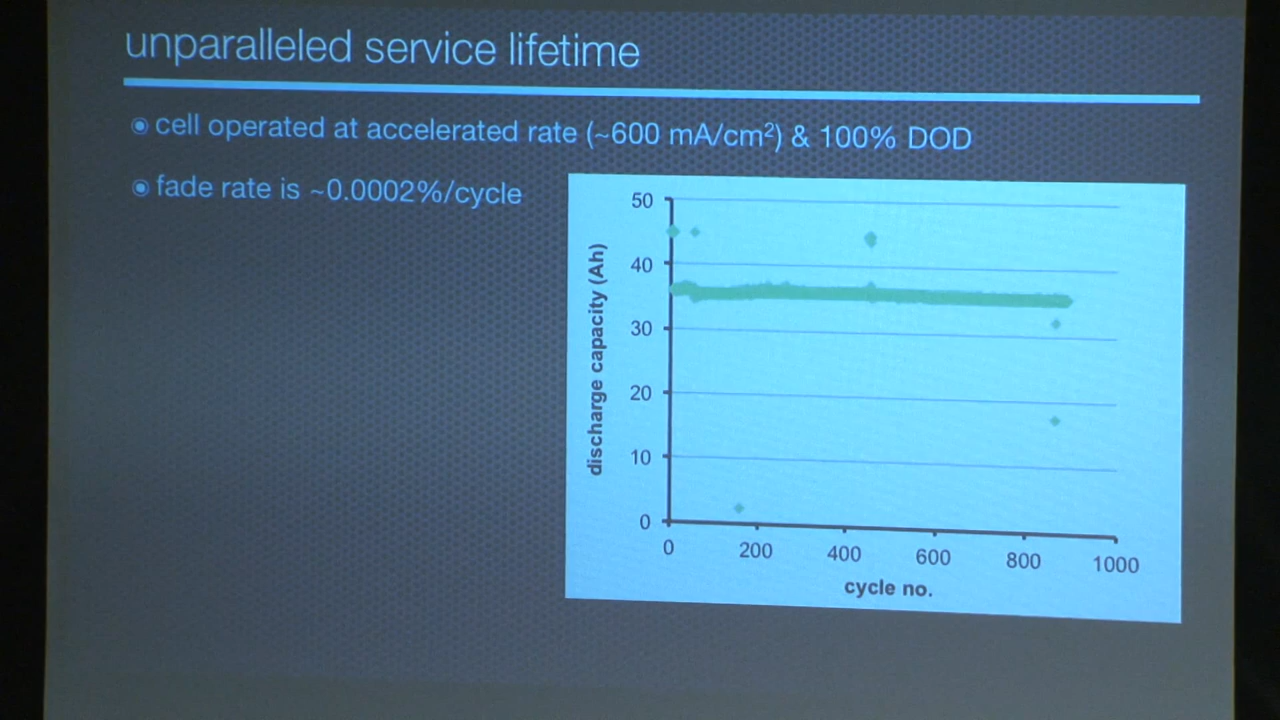 unparalleled service lifetime
cell operated at accelerated rate (~600 mA/cm²) & 100% DOD
fade rate is ~0.0002%/cycle
discharge capacity (Ah)
50
40
30
20
10
0
0 200 400 600 800 1000
cycle no.